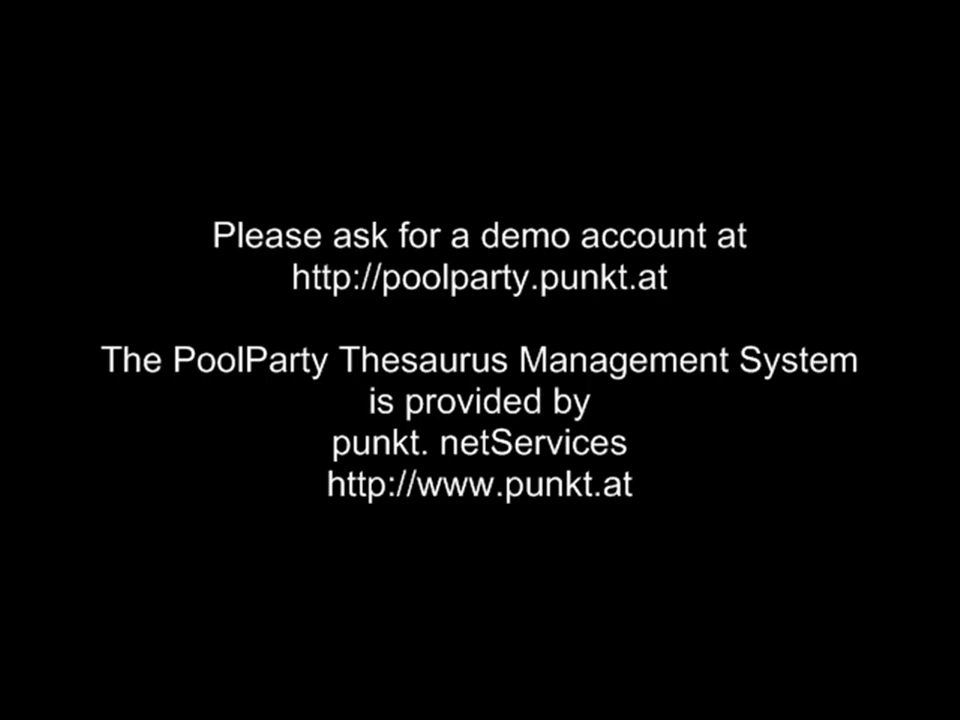 Please ask for a demo account at
http://poolparty.punkt.at
The PoolParty Thesaurus Management System
is provided by
punkt. netServices
http://www.punkt.at